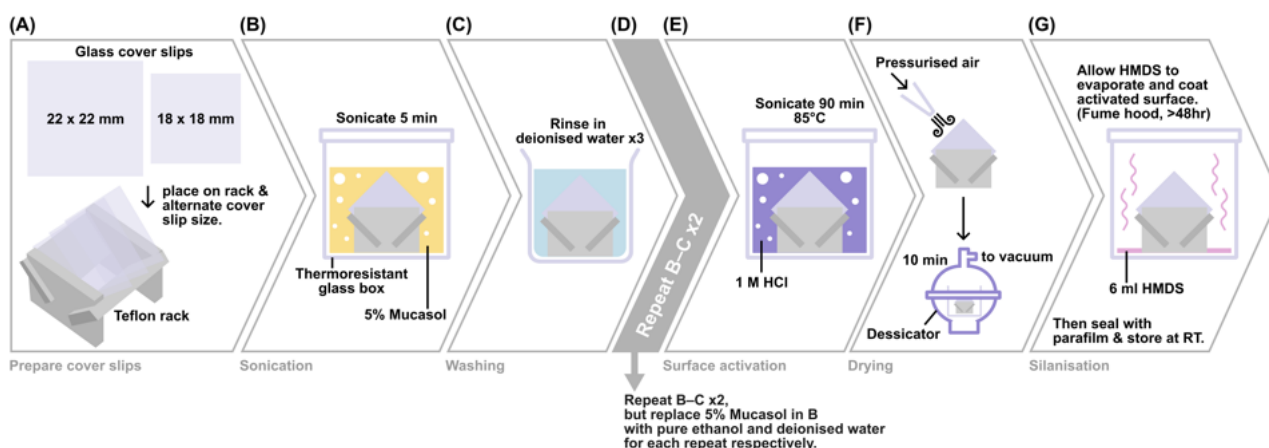 (A)
Glass cover slips
22 x 22 mm
18 x 18 mm
place on rack &
alternate cover
slip size.
Teflon rack
Prepare cover slips
(B)
Sonicate 5 min
Thermoresistant
glass box
5% Mucasol
Sonication
(C)
Rinse in
deionised water x3
Washing
(D)
Repeat B–C x2
Repeat B–C x2,
but replace 5% Mucasol in B
with pure ethanol and deionised water
for each repeat respectively.
(E)
Sonicate 90 min
85°C
1 M HCl
Surface activation
(F)
Pressurised air
10 min
to vacuum
Dessicator
Drying
(G)
Allow HMDS to
evaporate and coat
activated surface.
(Fume hood, >48hr)
6 ml HMDS
Then seal with
parafilm & store at RT.
Silanisation